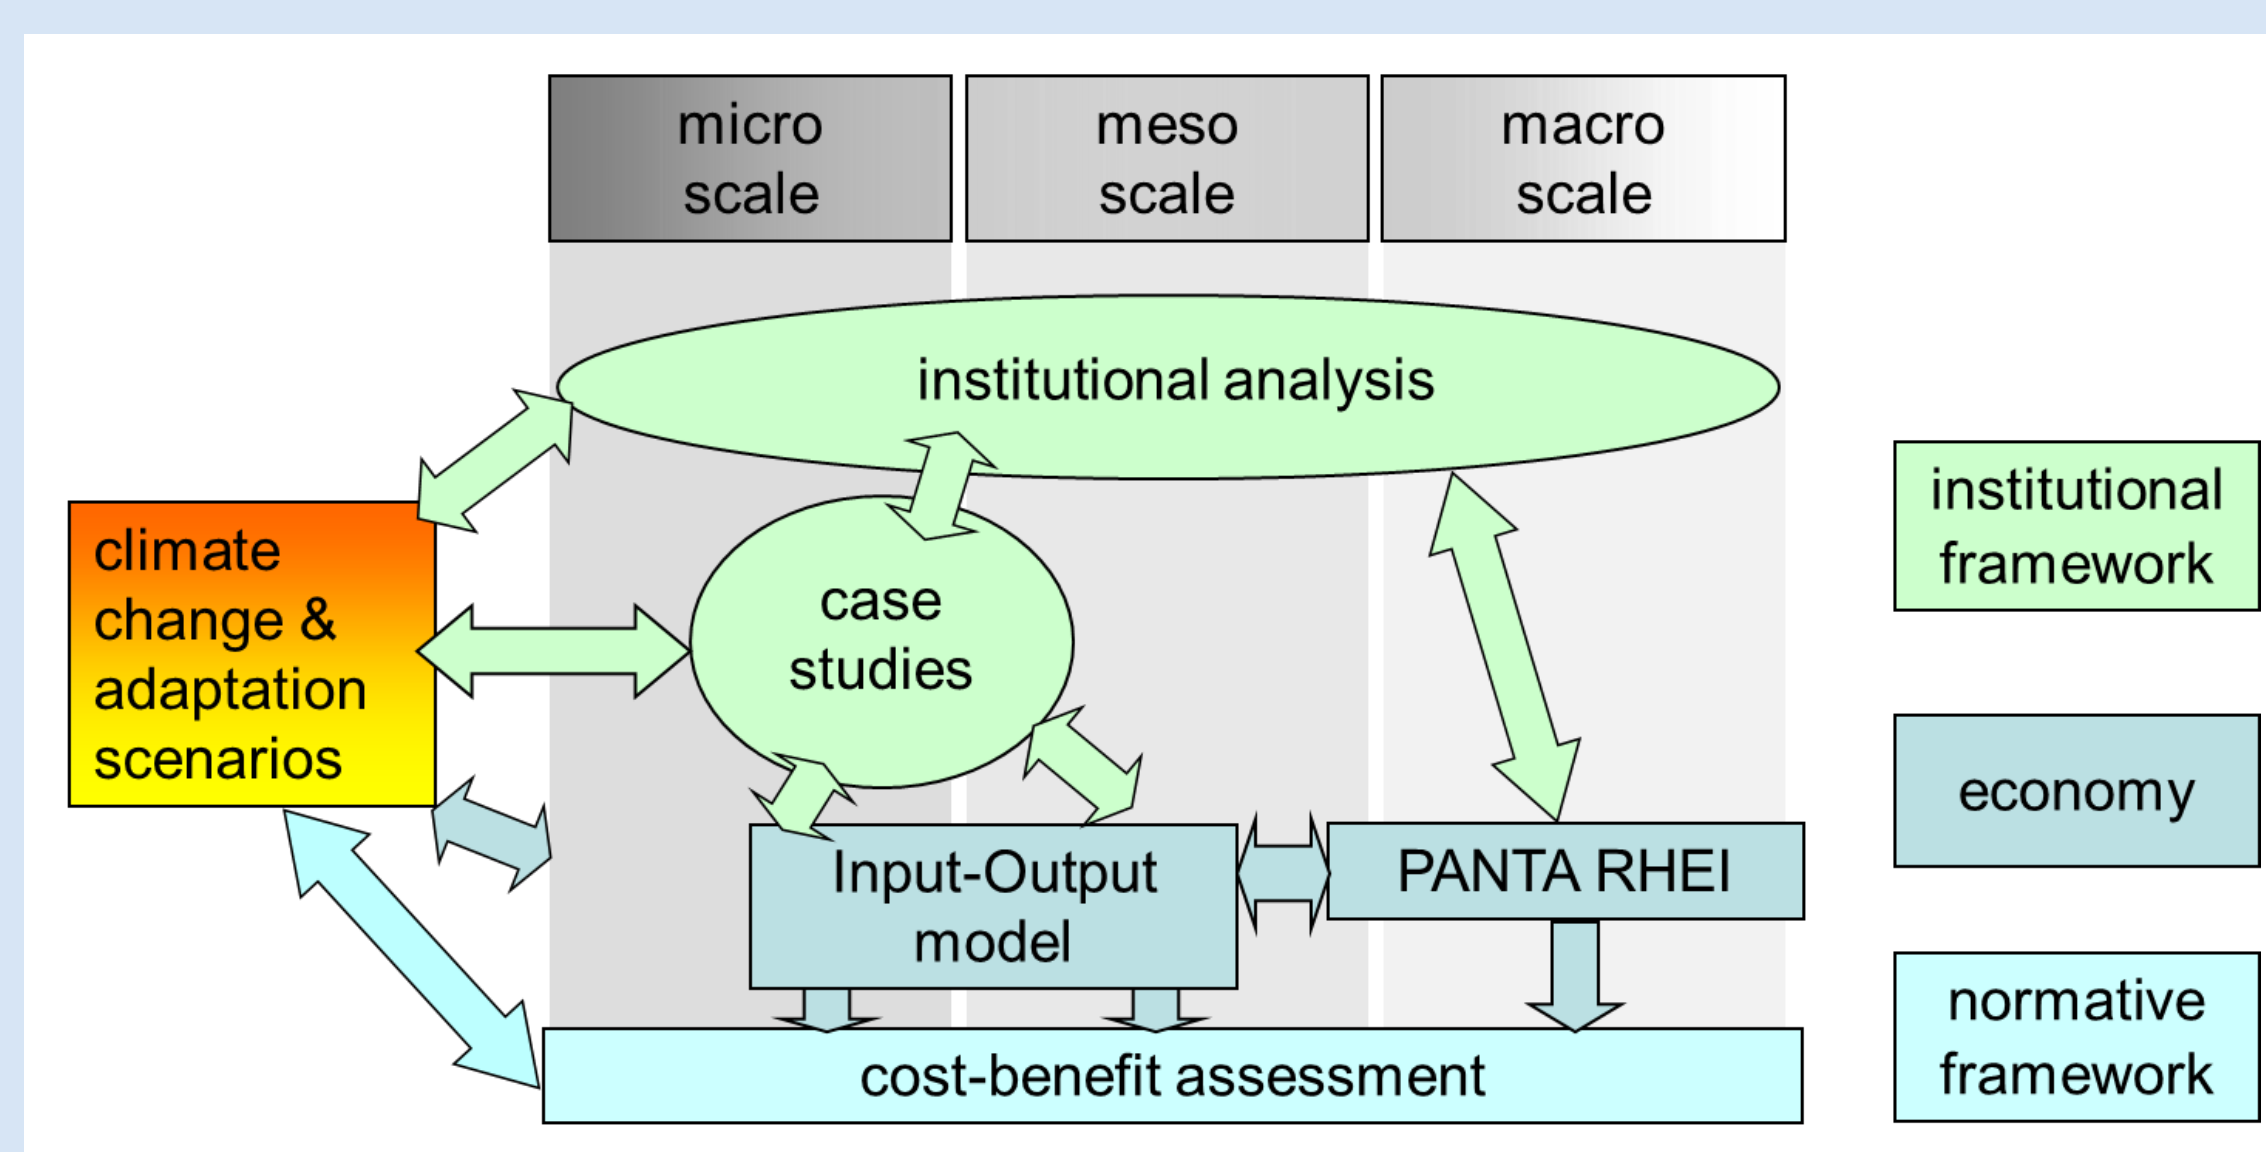 micro
scale
meso
scale
macro
scale
institutional analysis
climate
change &
adaptation
scenarios
case
studies
Input-Output
model
PANTA RHEI
cost-benefit assessment
institutional
framework
economy
normative
framework